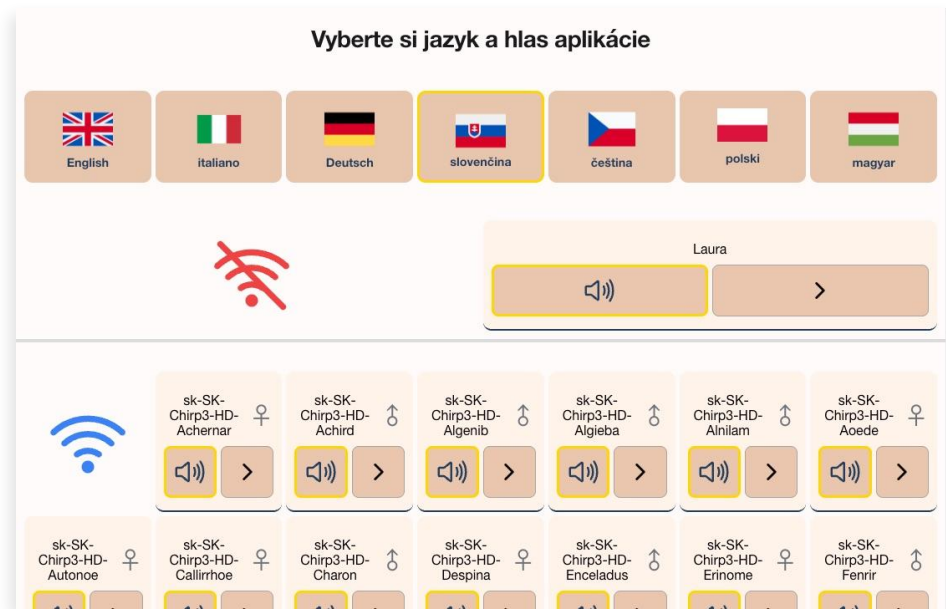 Vyberte si jazyk a hlas aplikácie
English
italiano
Deutsch
slovenčina
čeština
polski
magyar
Laura
sk-SK-
Chirp3-HD-
Achernar
sk-SK-
Chirp3-HD-
Achird
sk-SK-
Chirp3-HD-
Algenib
sk-SK-
Chirp3-HD-
Algieba
sk-SK-
Chirp3-HD-
Alnilam
sk-SK-
Chirp3-HD-
Aoede
sk-SK-
Chirp3-HD-
Autonoe
sk-SK-
Chirp3-HD-
Callirrhoe
sk-SK-
Chirp3-HD-
Charon
sk-SK-
Chirp3-HD-
Despina
sk-SK-
Chirp3-HD-
Enceladus
sk-SK-
Chirp3-HD-
Erinome
sk-SK-
Chirp3-HD-
Fenrir